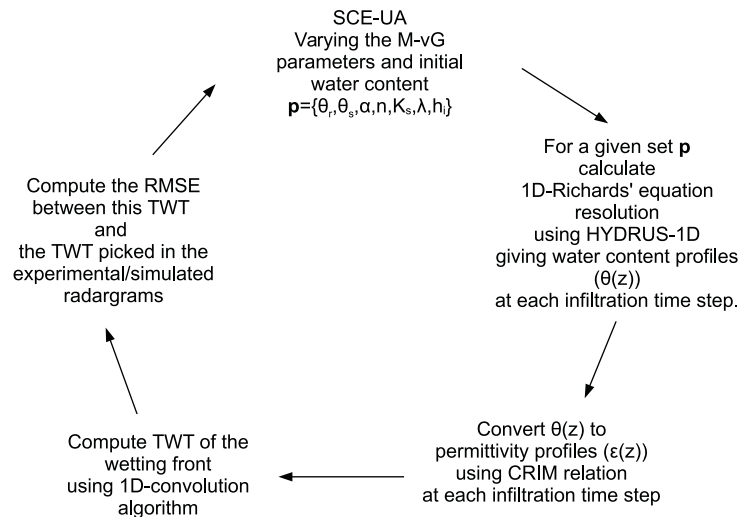 SCE-UA
Varying the M-vG
parameters and initial
water content
p={θr,θs,α,n,Ks,λ,hi}
For a given set p
calculate
1D-Richards' equation
resolution
using HYDRUS-1D
giving water content profiles
(θ(z))
at each infiltration time step.
Convert θ(z) to
permittivity profiles (ε(z))
using CRIM relation
at each infiltration time step
Compute TWT of the
wetting front
using 1D-convolution
algorithm
Compute the RMSE
between this TWT
and
the TWT picked in the
experimental/simulated
radargrams